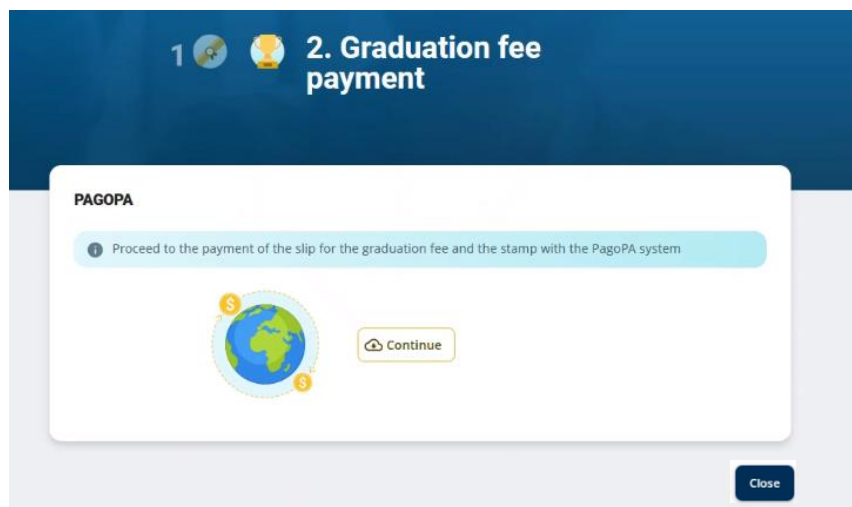 1
2. Graduation fee
payment
PAGOPA
Proceed to the payment of the slip for the graduation fee and the stamp with the PagoPA system
Continue
Close